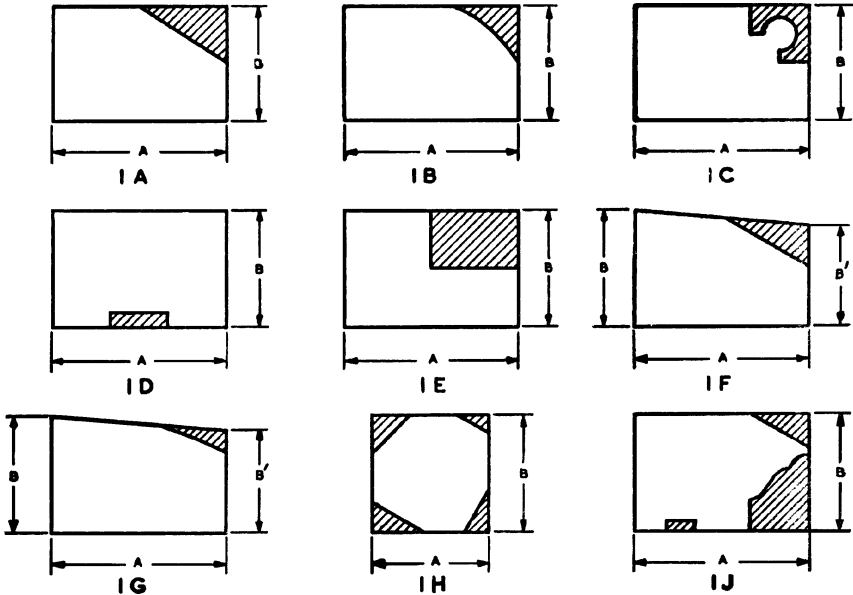 B B B
A A A
1A 1B 1C
B B B B'
A A A
1D 1E 1F
B B' B B
A A A
1G 1H 1J